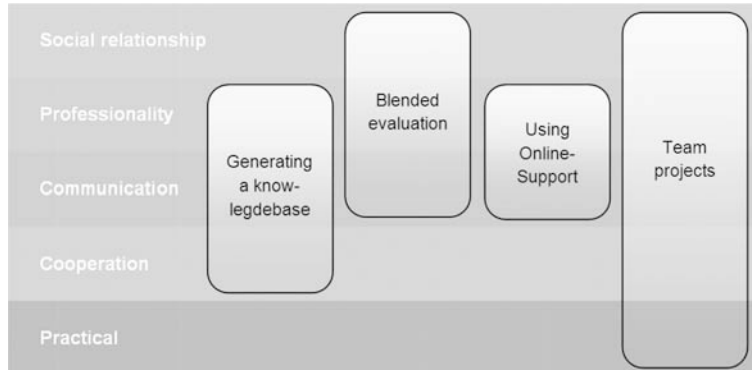 Social relationship
Professionality
Communication
Cooperation
Practical
Generating
a know-
legdebase
Blended
evaluation
Using
Online-
Support
Team
projects